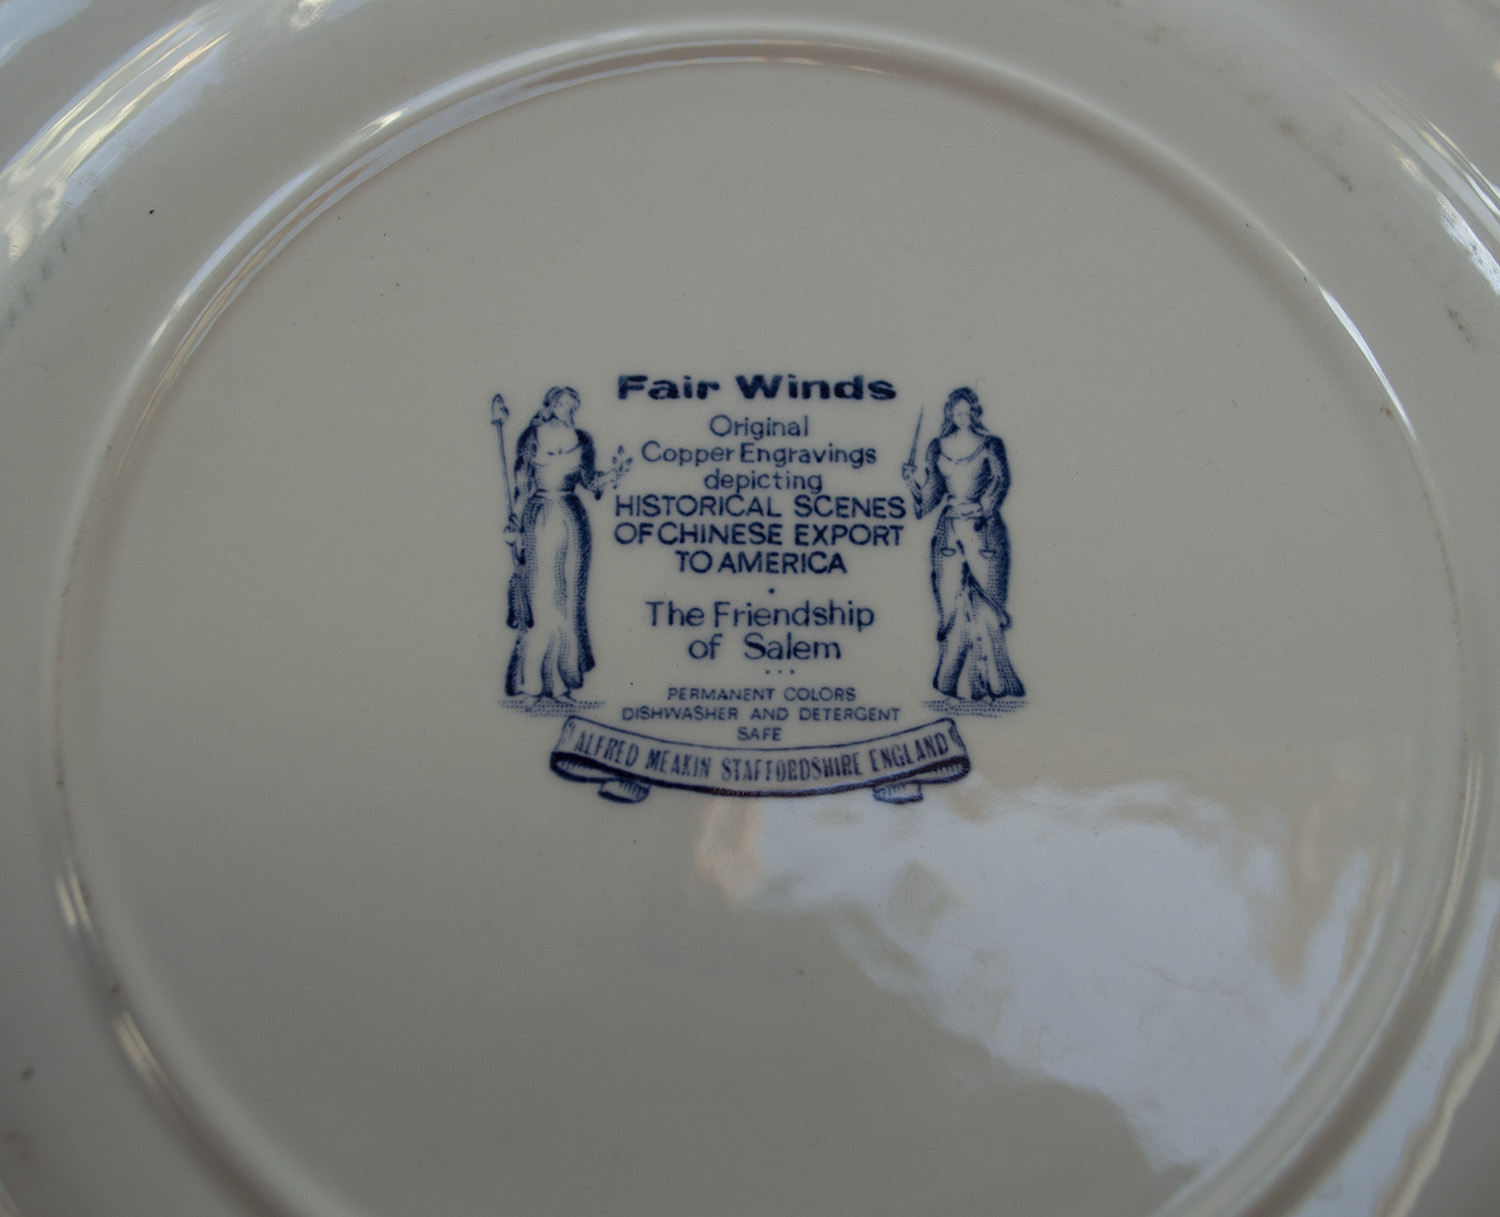 Fair Winds
Original
Copper Engravings
depicting
HISTORICAL SCENES
OF CHINESE EXPORT
TO AMERICA
The Friendship
of Salem
PERMANENT COLORS
DISHWASHER AND DETERGENT
SAFE
ALFRED MEAKIN STAFFORDSHIRE ENGLAND